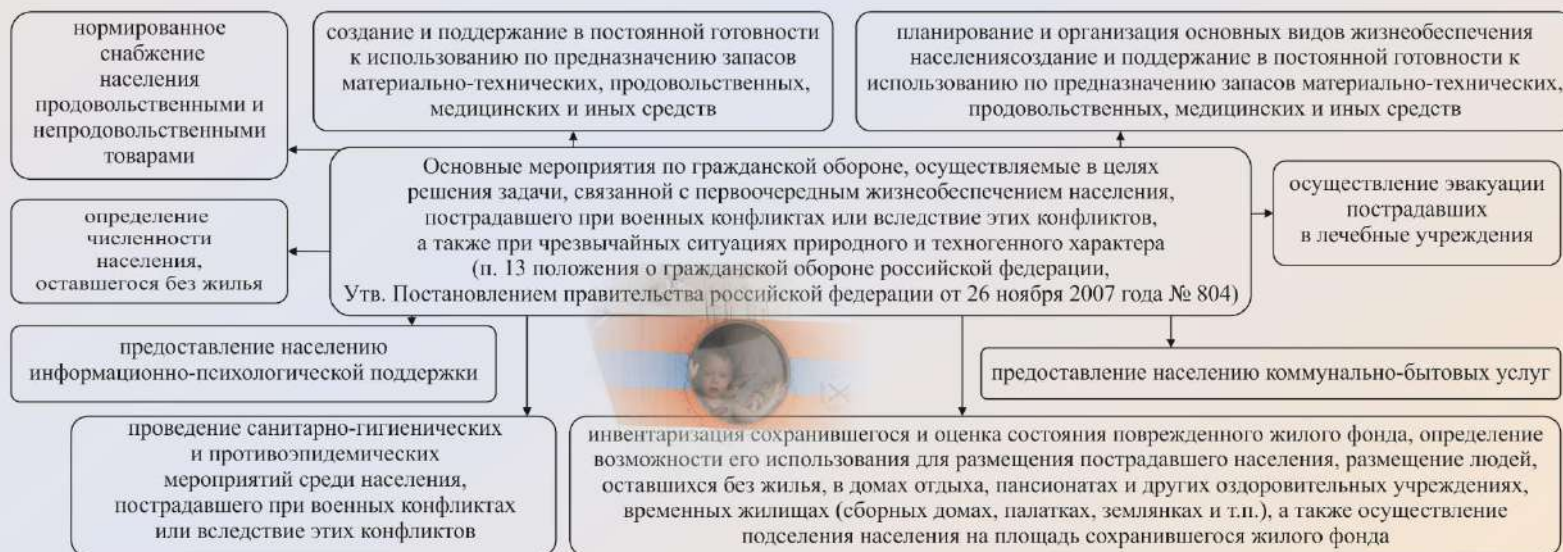 нормированное
снабжение
населения
продовольственными и
непродовольственными
товарами
создание и поддержание в постоянной готовности
к использованию по предназначению запасов
материально-технических, продовольственных,
медицинских и иных средств
планирование и организация основных видов жизнеобеспечения
населениясоздание и поддержание в постоянной готовности к
использованию по предназначению запасов материально-технических,
продовольственных, медицинских и иных средств
Основные мероприятия по гражданской обороне, осуществляемые в целях
решения задачи, связанной с первоочередным жизнеобеспечением населения,
пострадавшего при военных конфликтах или вследствие этих конфликтов,
а также при чрезвычайных ситуациях природного и техногенного характера
(п. 13 положения о гражданской обороне российской федерации,
Утв. Постановлением правительства российской федерации от 26 ноября 2007 года № 804)
осуществление эвакуации
пострадавших
в лечебные учреждения
определение
численности
населения,
оставшегося без жилья
предоставление населению
информационно-психологической поддержки
предоставление населению коммунально-бытовых услуг
проведение санитарно-гигиенических
и противоэпидемических
мероприятий среди населения,
пострадавшего при военных конфликтах
или вследствие этих конфликтов
инвентаризация сохранившегося и оценка состояния поврежденного жилого фонда, определение
возможности его использования для размещения пострадавшего населения, размещение людей,
оставшихся без жилья, в домах отдыха, пансионатах и других оздоровительных учреждениях,
временных жилищах (сборных домах, палатках, землянках и т.п.), а также осуществление
подселения населения на площадь сохранившегося жилого фонда